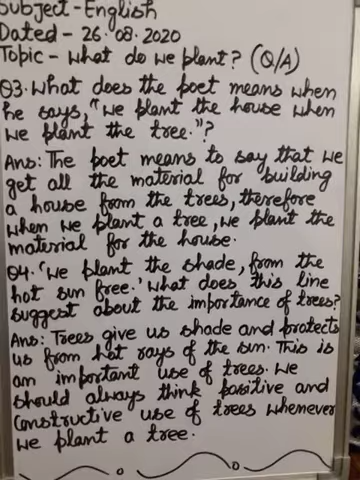 Subject-English
Dated - 26.08.2020
Topic - What do we plant? (Q/A)
Q3. What does the poet means when
he says, "we plant the house when
we plant the tree."?
Ans: The poet means to say that we
get all the material for building
a house from the trees, therefore
when we plant a tree, we plant the
material for the house.
Q4. 'We plant the shade, from the
hot sun free.' What does this line
suggest about the importance of trees?
Ans: Trees give us shade and protects
us from hot rays of the sun. This is
an important use of trees. We
should always think positive and
constructive use of trees whenever
we plant a tree.